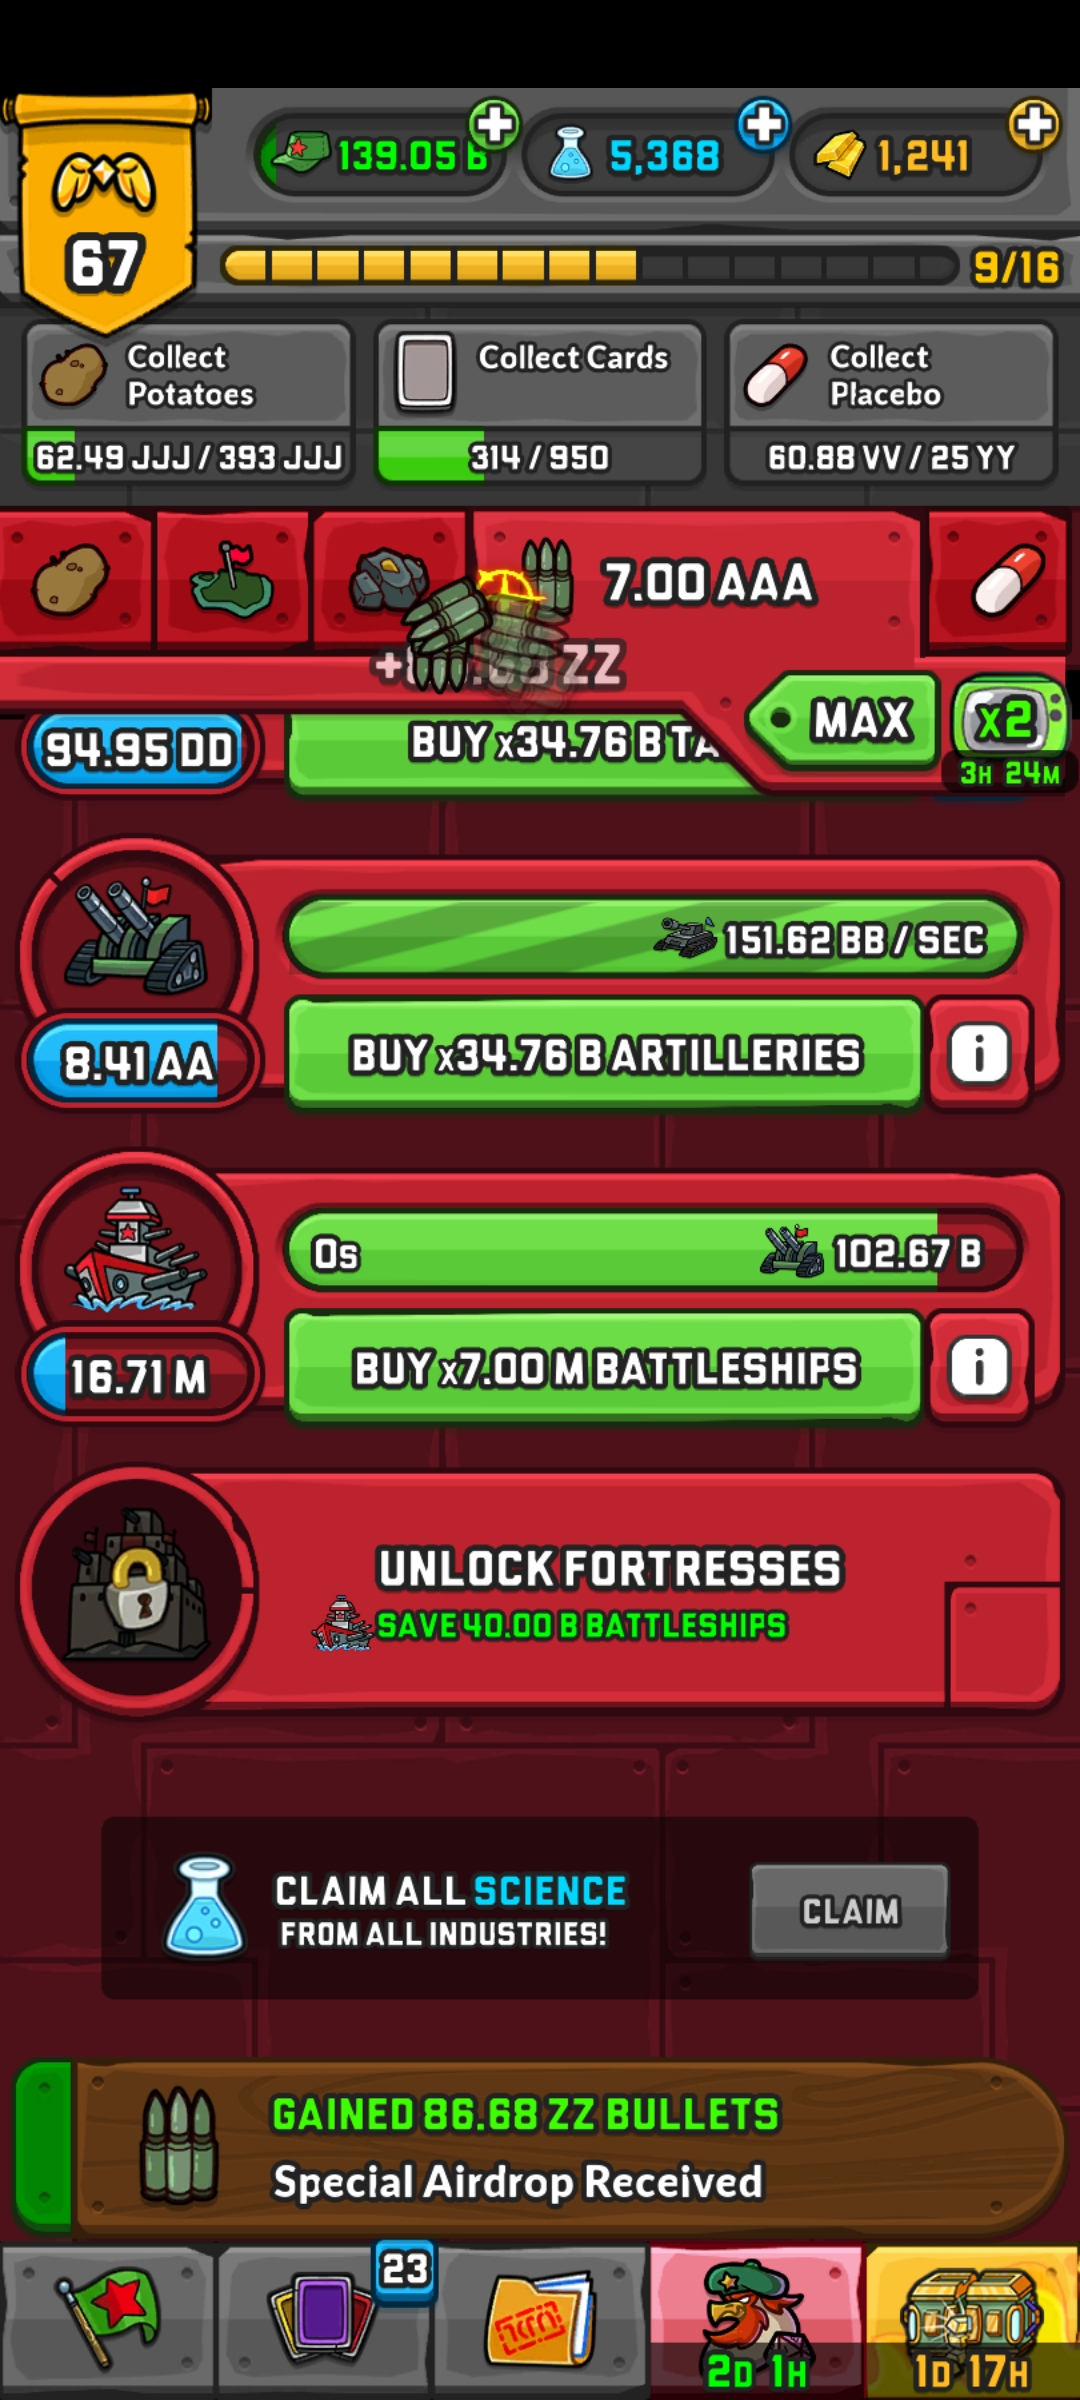 139.05 B
5,368
1,241
67
9/16
Collect
Potatoes
62.49 JJJ / 393 JJJ
Collect Cards
314 / 950
Collect
Placebo
60.88 VV / 25 YY
7.00 AAA
ZZ
MAX
x2
3H 24M
94.95 DD
BUY x34.76 B TA
151.62 BB / SEC
8.41 AA
BUY x34.76 B ARTILLERIES
i
0s
102.67 B
16.71 M
BUY x7.00 M BATTLESHIPS
i
UNLOCK FORTRESSES
SAVE 40.00 B BATTLESHIPS
CLAIM ALL SCIENCE
FROM ALL INDUSTRIES!
CLAIM
GAINED 86.68 ZZ BULLETS
Special Airdrop Received
23
2D 1H
1D 17H